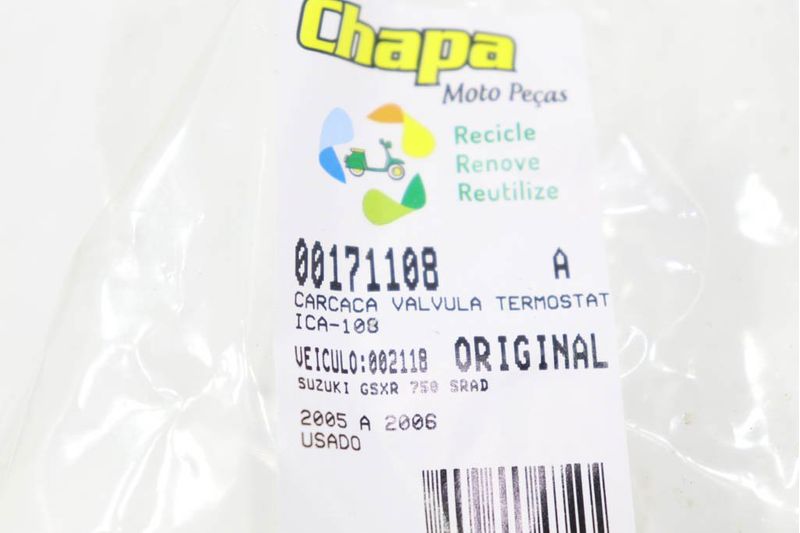 Chapa
Moto Peças
Recicle
Renove
Reutilize
00171108 A
CARCACA VALVULA TERMOSTAT
ICA-108
VEICULO:002118 ORIGINAL
SUZUKI GSXR 750 SRAD
2005 A 2006
USADO